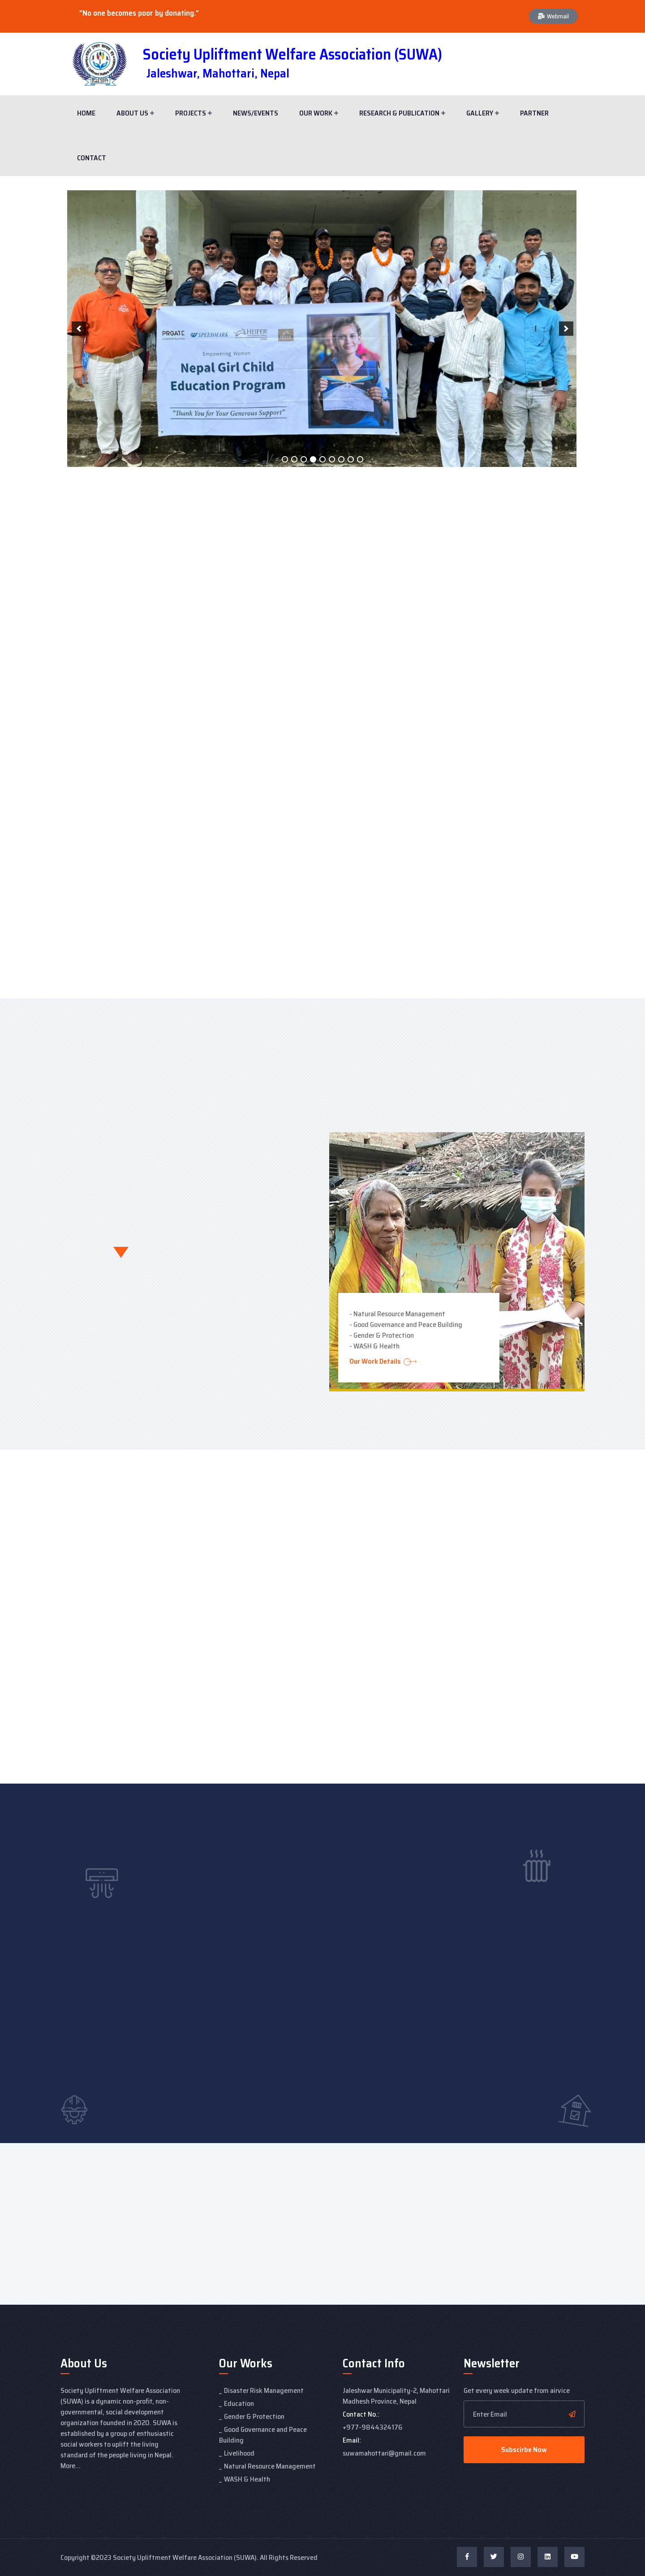 "No one becomes poor by donating."
Webmail
Society Upliftment Welfare Association (SUWA)
Jaleshwar, Mahottari, Nepal
HOME ABOUT US + PROJECTS + NEWS/EVENTS OUR WORK + RESEARCH & PUBLICATION + GALLERY + PARTNER
CONTACT
Empowering Women
Nepal Girl Child
Education Program
"Thank You for Your Generous Support"
- Natural Resource Management
- Good Governance and Peace Building
- Gender & Protection
- WASH & Health
Our Work Details
About Us
Society Upliftment Welfare Association
(SUWA) is a dynamic non-profit, non-
governmental, social development
organization founded in 2020. SUWA is
established by a group of enthusiastic
social workers to uplift the living
standard of the people living in Nepal.
More...
Our Works
_ Disaster Risk Management
_ Education
_ Gender & Protection
_ Good Governance and Peace
Building
_ Livelihood
_ Natural Resource Management
_ WASH & Health
Contact Info
Jaleshwar Municipality-2, Mahottari
Madhesh Province, Nepal
Contact No.:
+977-9844324176
Email:
suwamahottari@gmail.com
Newsletter
Get every week update from airvice
Enter Email
Subscirbe Now
Copyright ©2023 Society Upliftment Welfare Association (SUWA). All Rights Reserved